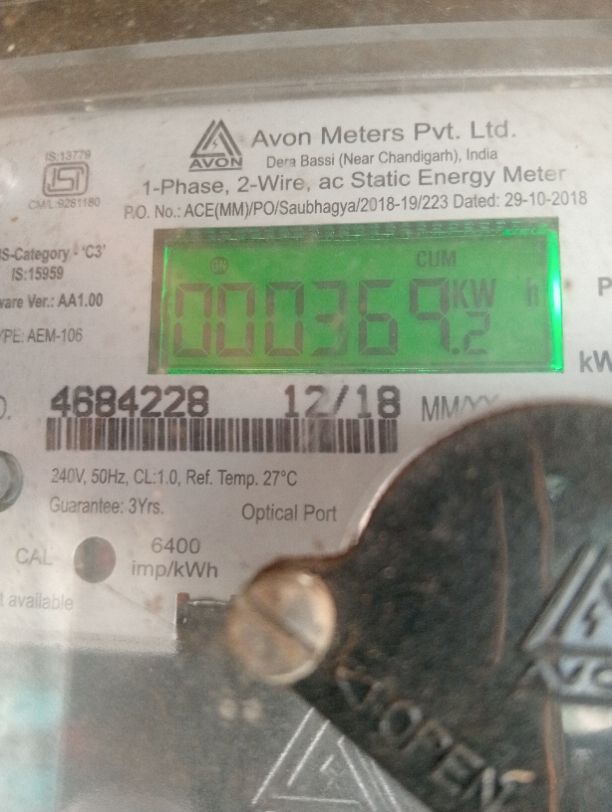 IS:13779
ISI
CM/L:9281180
AVON
Avon Meters Pvt. Ltd.
Dera Bassi (Near Chandigarh), India
1-Phase, 2-Wire, ac Static Energy Meter
P.O. No.: ACE(MM)/PO/Saubhagya/2018-19/223 Dated: 29-10-2018
S-Category - 'C3'
IS:15959
ware Ver.: AA1.00
YPE: AEM-106
CUM
000369.2 KW h
kW
4684228 12/18 MM/YY
240V, 50Hz, CL:1.0, Ref. Temp. 27°C
Guarantee: 3Yrs.
Optical Port
CAL
6400
imp/kWh
t available
AVON
OPEN